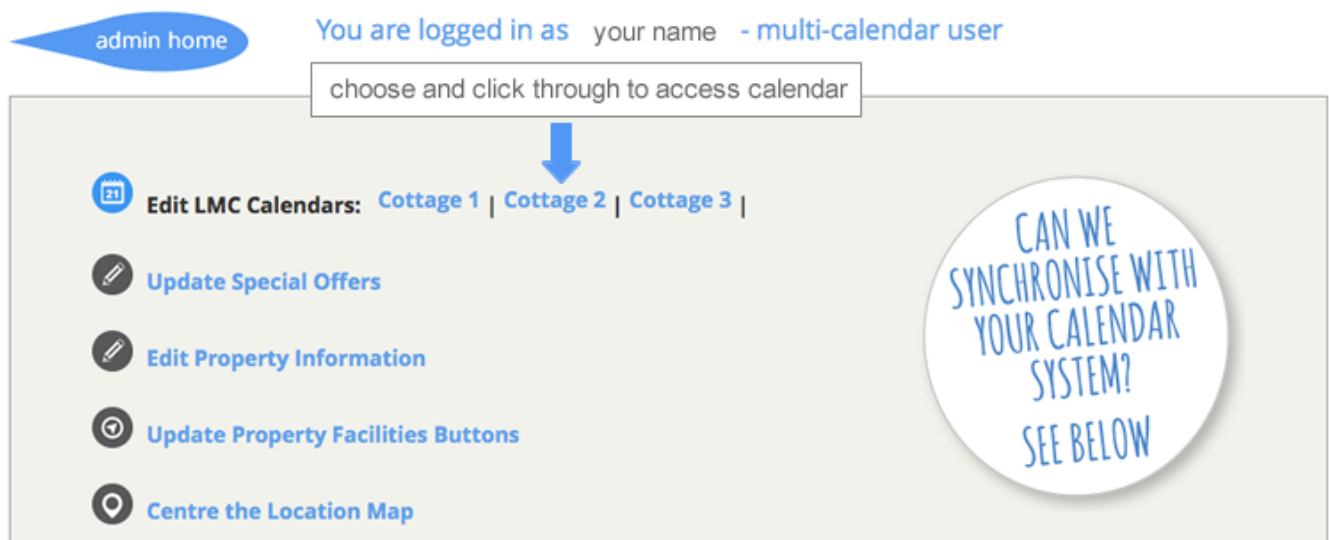 admin home
You are logged in as your name - multi-calendar user
choose and click through to access calendar
21
Edit LMC Calendars: Cottage 1 | Cottage 2 | Cottage 3 |
Update Special Offers
Edit Property Information
Update Property Facilities Buttons
Centre the Location Map
CAN WE
SYNCHRONISE WITH
YOUR CALENDAR
SYSTEM?
SEE BELOW